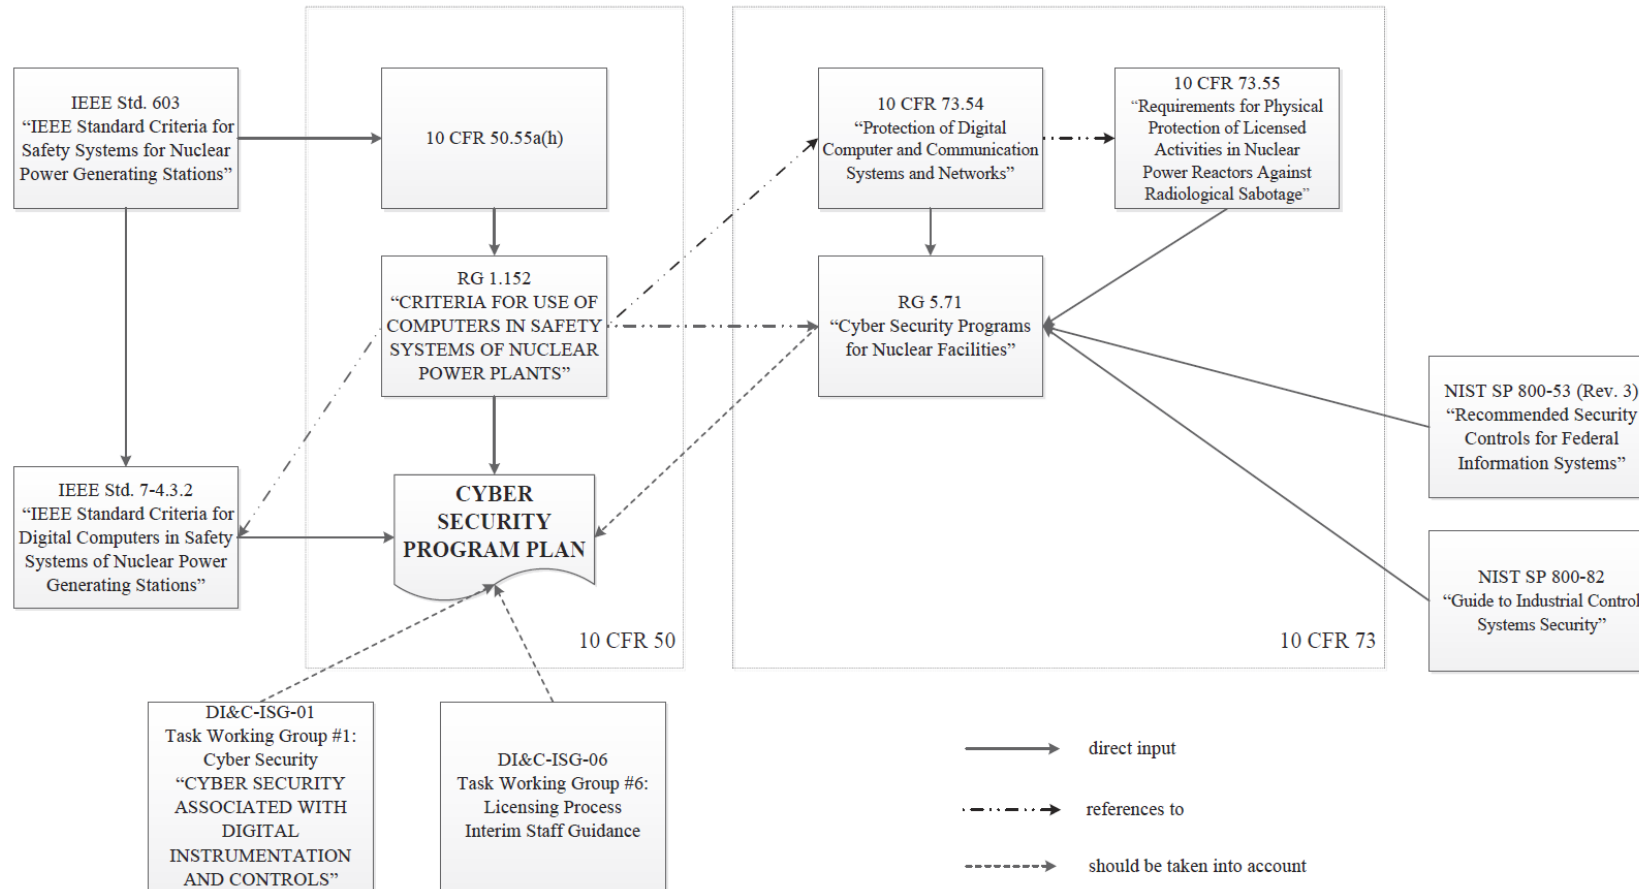 IEEE Std. 603
“IEEE Standard Criteria for
Safety Systems for Nuclear
Power Generating Stations”
10 CFR 50.55a(h)
10 CFR 73.54
“Protection of Digital
Computer and Communication
Systems and Networks”
10 CFR 73.55
“Requirements for Physical
Protection of Licensed
Activities in Nuclear
Power Reactors Against
Radiological Sabotage”
RG 1.152
“CRITERIA FOR USE OF
COMPUTERS IN SAFETY
SYSTEMS OF NUCLEAR
POWER PLANTS”
RG 5.71
“Cyber Security Programs
for Nuclear Facilities”
NIST SP 800-53 (Rev. 3)
“Recommended Security
Controls for Federal
Information Systems”
IEEE Std. 7-4.3.2
“IEEE Standard Criteria for
Digital Computers in Safety
Systems of Nuclear Power
Generating Stations”
CYBER
SECURITY
PROGRAM PLAN
NIST SP 800-82
“Guide to Industrial Control
Systems Security”
10 CFR 50
10 CFR 73
DI&C-ISG-01
Task Working Group #1:
Cyber Security
“CYBER SECURITY
ASSOCIATED WITH
DIGITAL
INSTRUMENTATION
AND CONTROLS”
DI&C-ISG-06
Task Working Group #6:
Licensing Process
Interim Staff Guidance
direct input
references to
should be taken into account